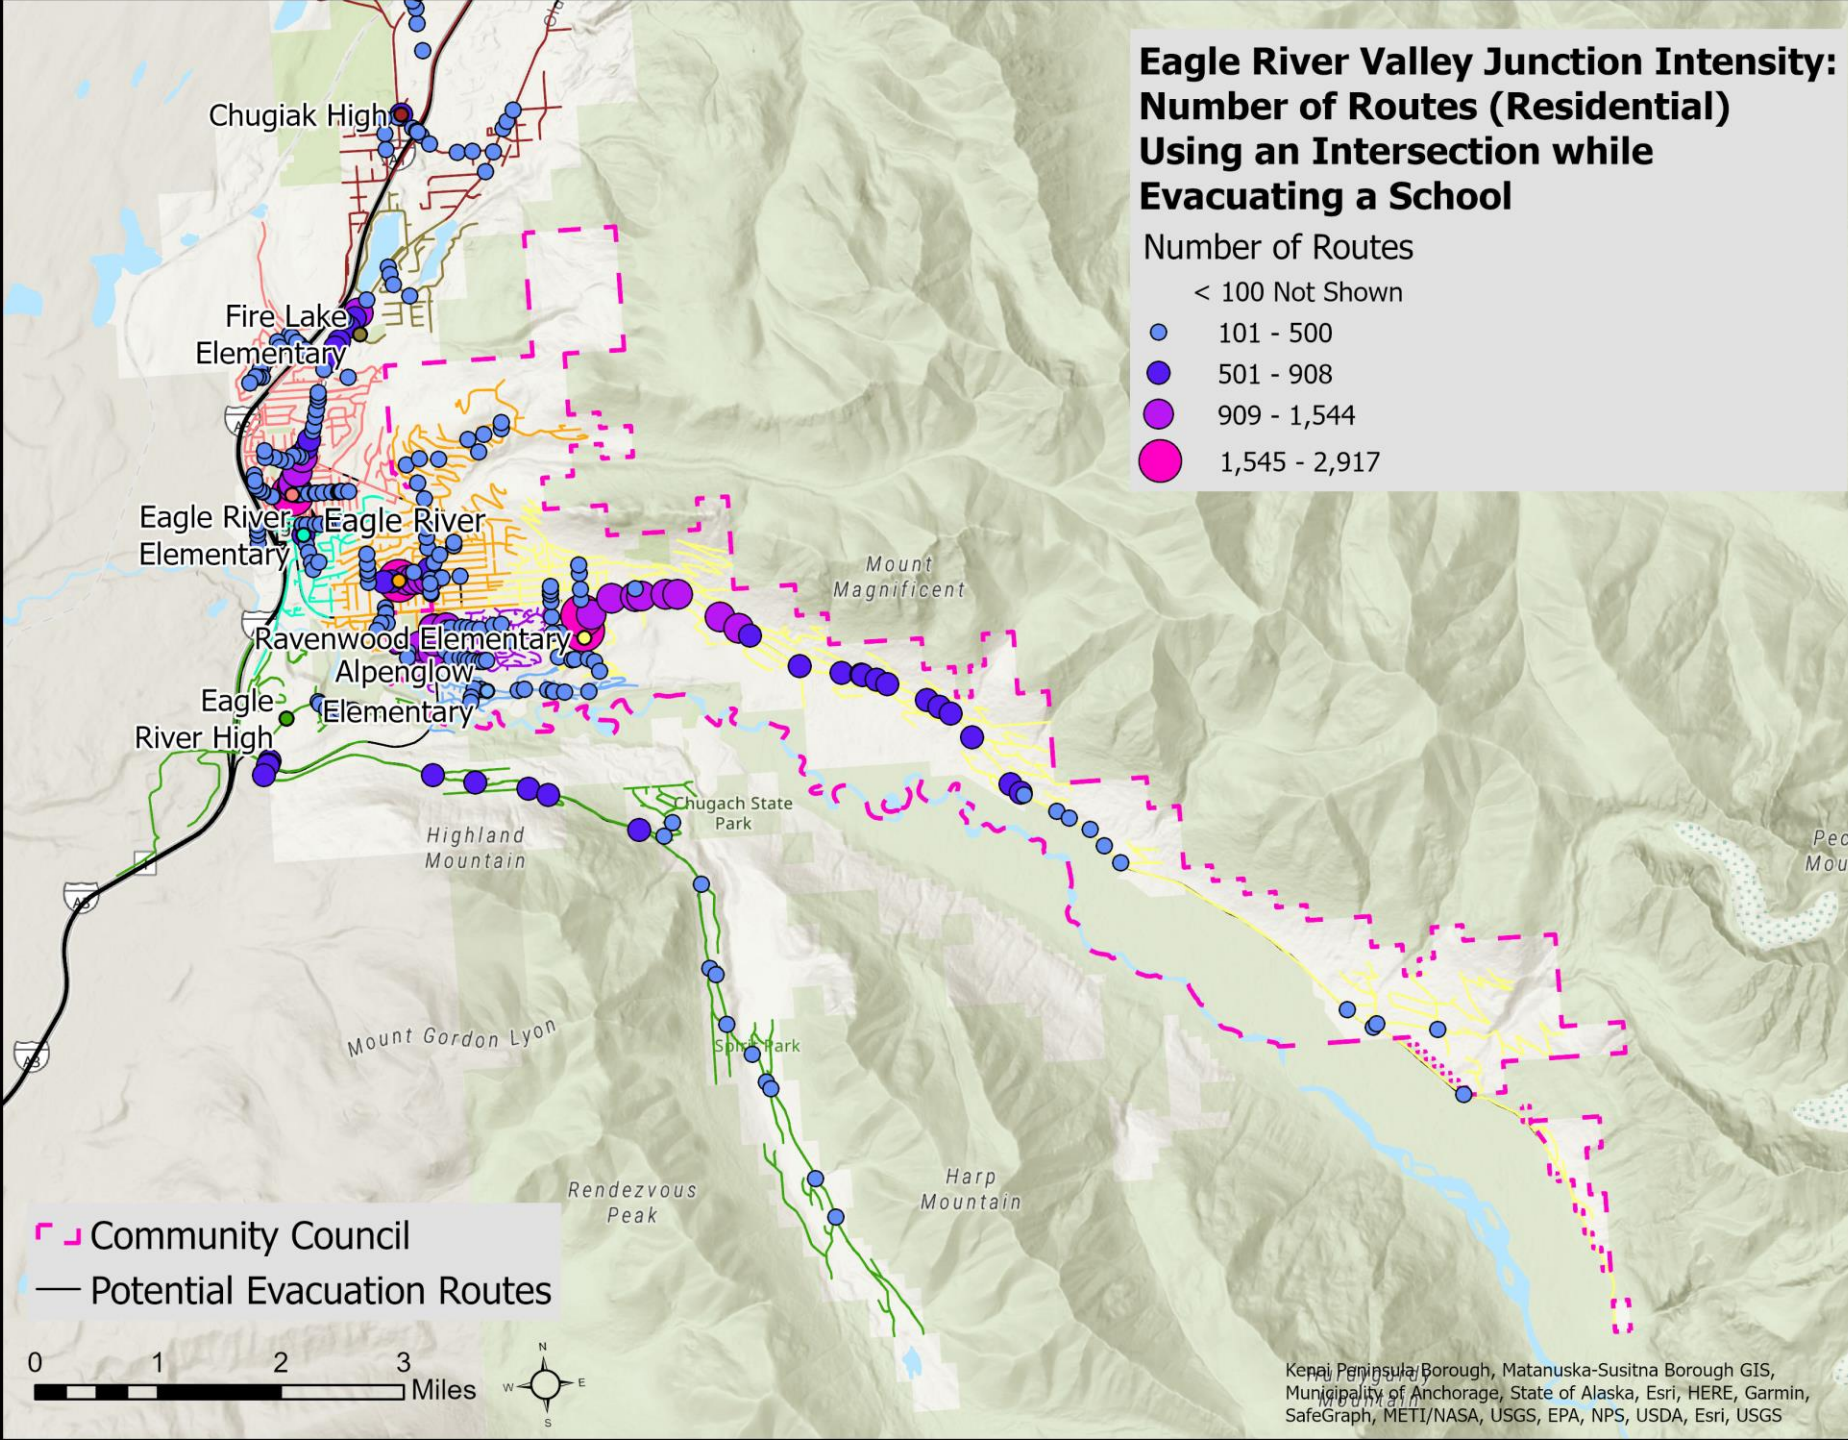 Eagle River Valley Junction Intensity:
Number of Routes (Residential)
Using an Intersection while
Evacuating a School
Number of Routes
< 100 Not Shown
101 - 500
501 - 908
909 - 1,544
1,545 - 2,917
Chugiak High
Fire Lake
Elementary
Eagle River
Elementary
Eagle River
Ravenwood Elementary
Alpenglow
Elementary
Eagle
River High
Mount
Magnificent
Chugach State
Park
Highland
Mountain
Mount Gordon Lyon
Spirit Park
Rendezvous
Peak
Harp
Mountain
A3
A3
Community Council
Potential Evacuation Routes
0 1 2 3
Miles
N
W
E
S
Kenai Peninsula Borough, Matanuska-Susitna Borough GIS,
Municipality of Anchorage, State of Alaska, Esri, HERE, Garmin,
SafeGraph, METI/NASA, USGS, EPA, NPS, USDA, Esri, USGS